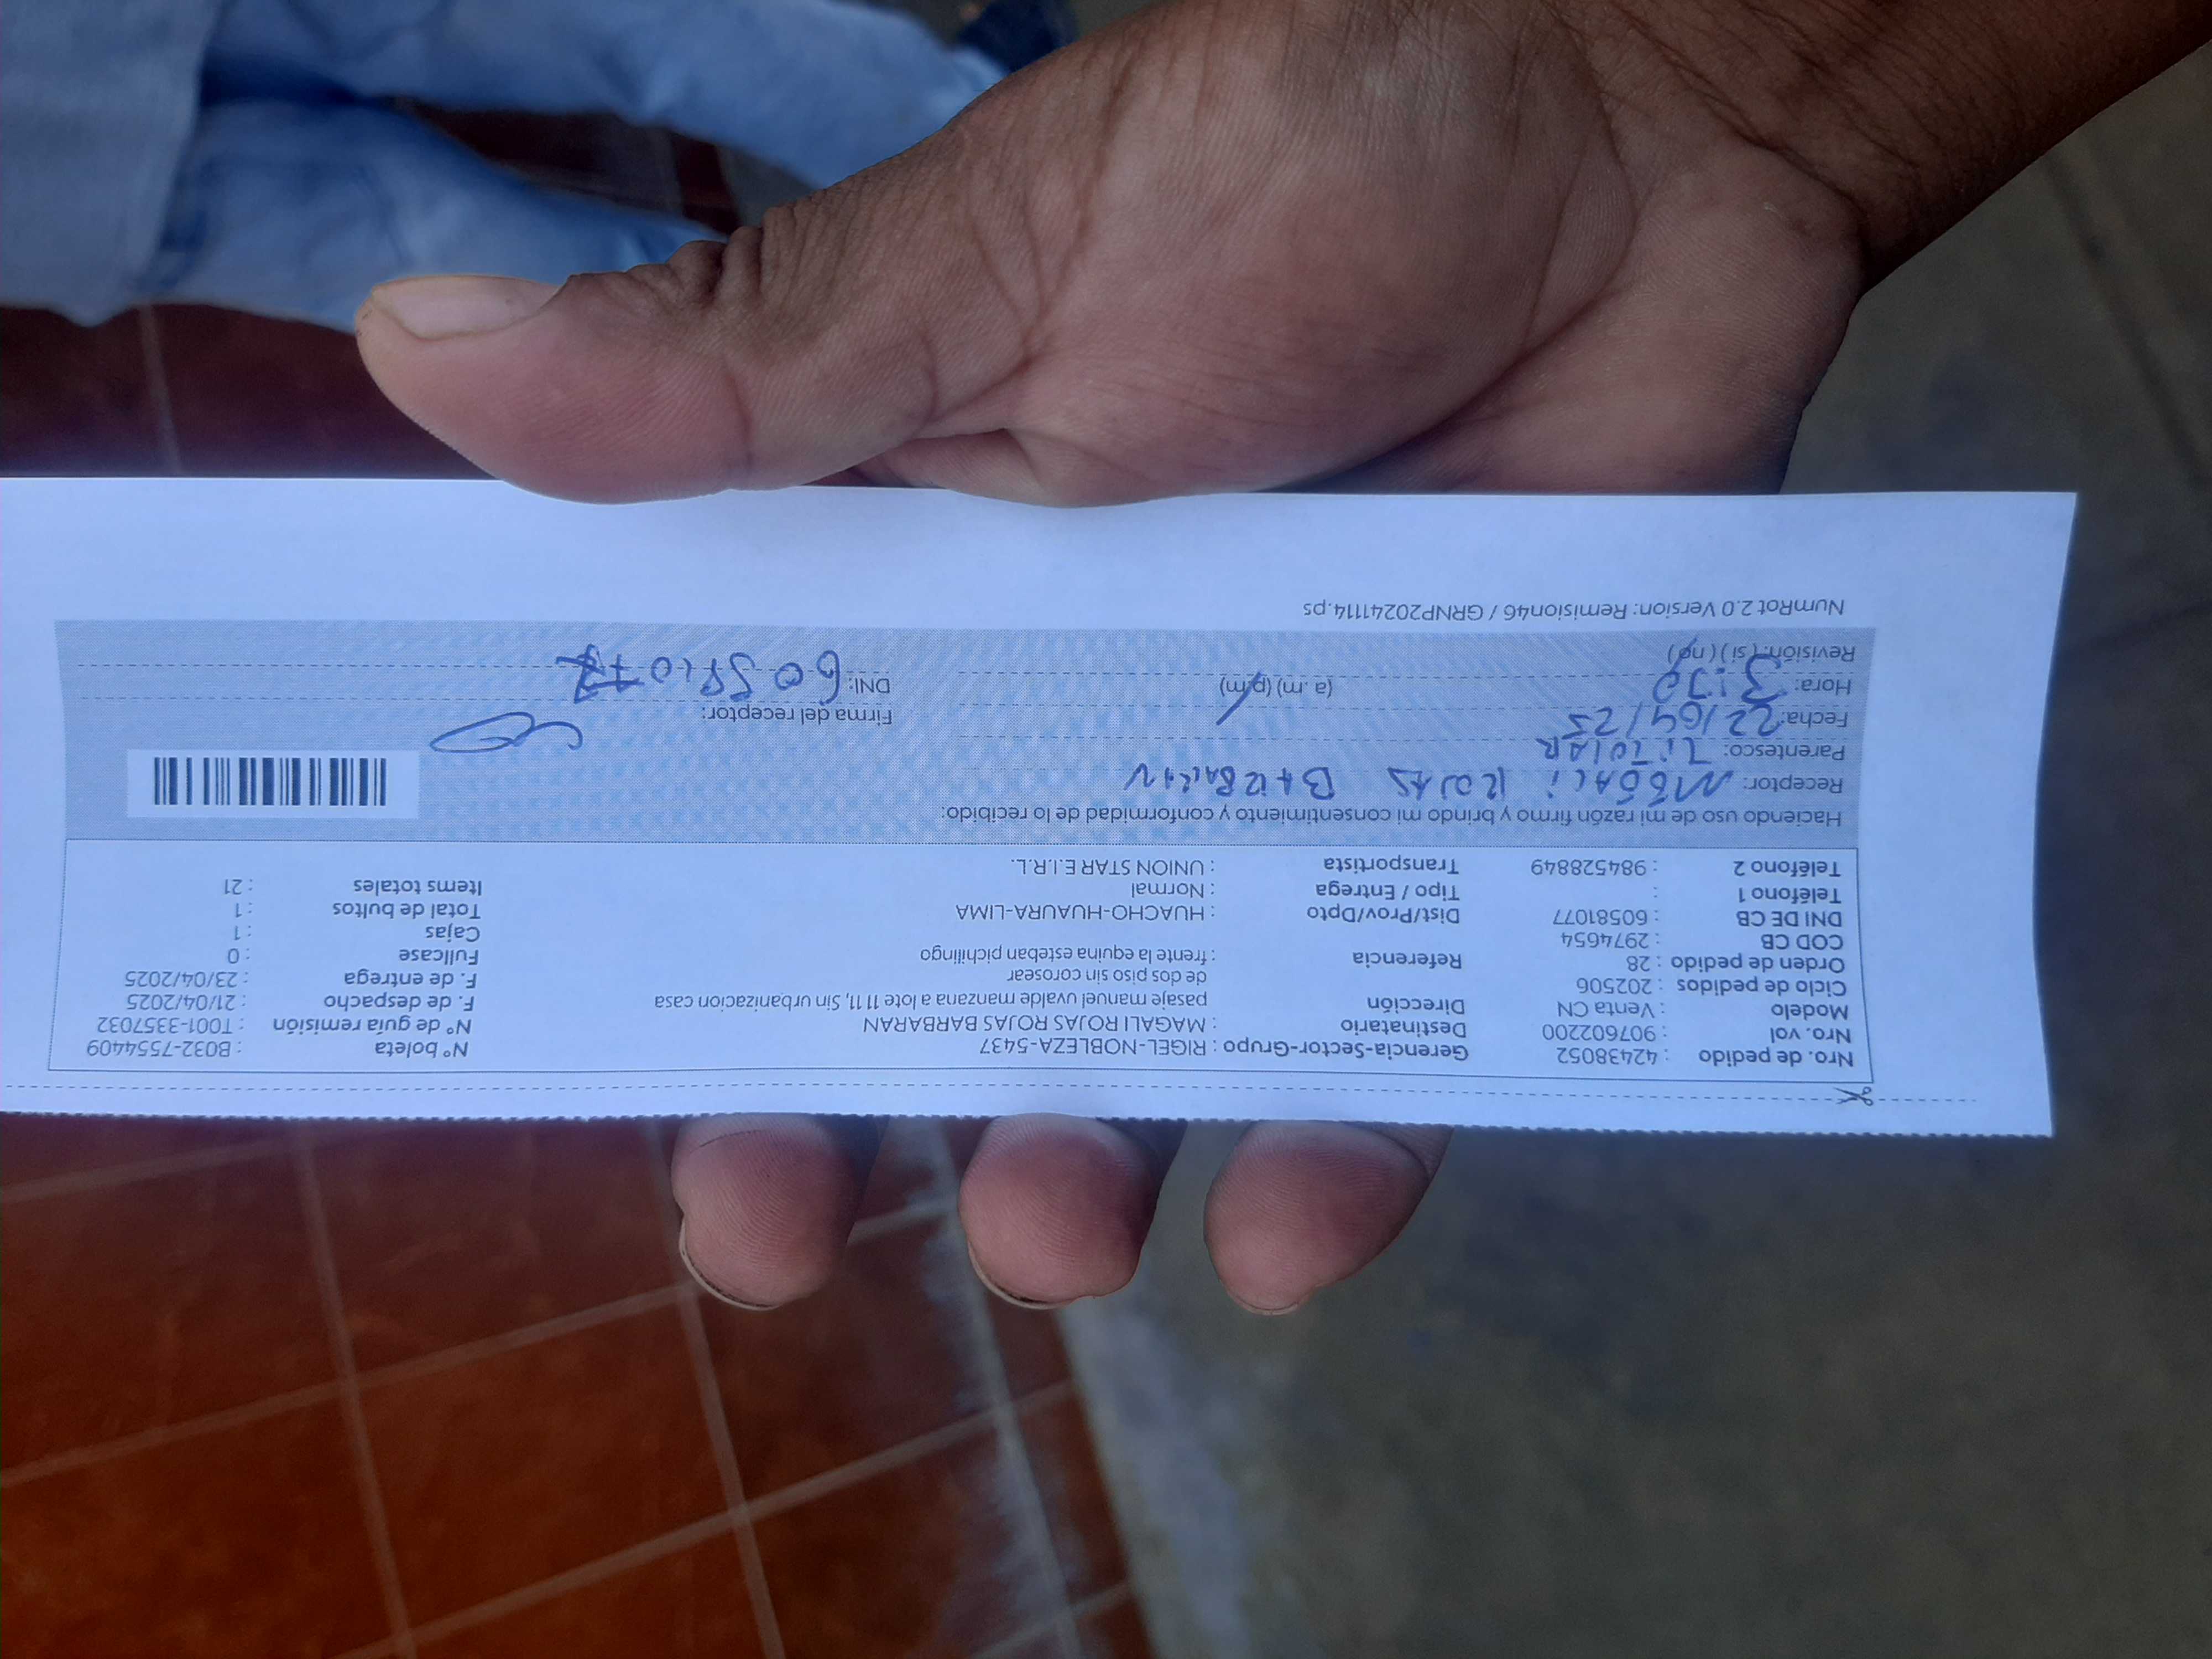 Nro. de pedido : 42438052
Nro. vol : 907602200
Modelo : Venta CN
Ciclo de pedidos : 202506
Orden de pedido : 28
COD CB : 2974654
DNI DE CB : 60581077
Teléfono 1 :
Teléfono 2 : 984528849
Gerencia-Sector-Grupo : RIGEL-NOBLEZA-5437
Destinatario : MAGALI ROJAS ROJAS BARBARAN
Dirección pasaje manuel uvalde manzana a lote 11 11, Sin urbanizacion casa
de dos piso sin corosear
Referencia : frente la equina esteban pichilingo
Dist/Prov/Dpto : HUACHO-HUAURA-LIMA
Tipo / Entrega : Normal
Transportista : UNION STAR E.I.R.L.
N° boleta : B032-7554409
N° de guia remisión : T001-3357032
F. de despacho : 21/04/2025
F. de entrega : 23/04/2025
Fullcase : 0
Cajas : 1
Total de bultos : 1
Items totales : 21
Haciendo uso de mi razón firmo y brindo mi consentimiento y conformidad de lo recibido:
Receptor: ROJAS
Parentesco: TiTOlAR
Fecha: 22/04/25
Hora: 3:30 (a .m) (p.m)
Revisión: (si) (no)
Firma del receptor:
DNI:
NumRot 2.0 Version: Remision46 / GRNP20241114.ps